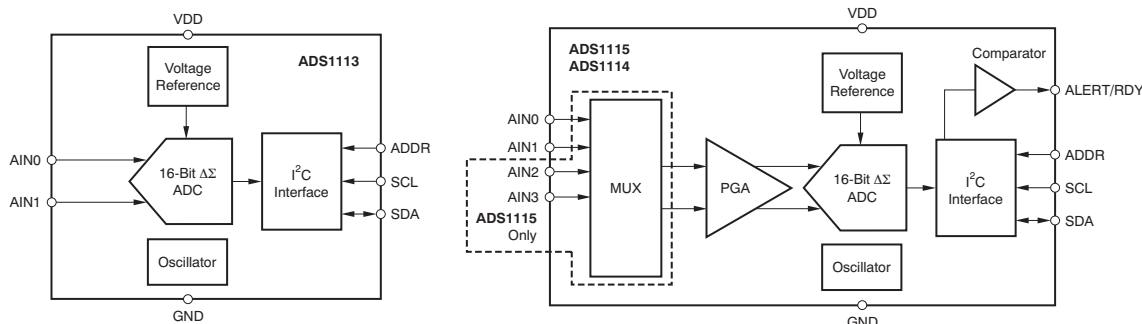 VDD
ADS1113
Voltage
Reference
AIN0
AIN1
16-Bit ΔΣ
ADC
I²C
Interface
ADDR
SCL
SDA
Oscillator
GND
VDD
ADS1115
ADS1114
Comparator
Voltage
Reference
ALERT/RDY
AIN0
AIN1
AIN2
AIN3
ADS1115
Only
MUX
PGA
16-Bit ΔΣ
ADC
I²C
Interface
ADDR
SCL
SDA
Oscillator
GND